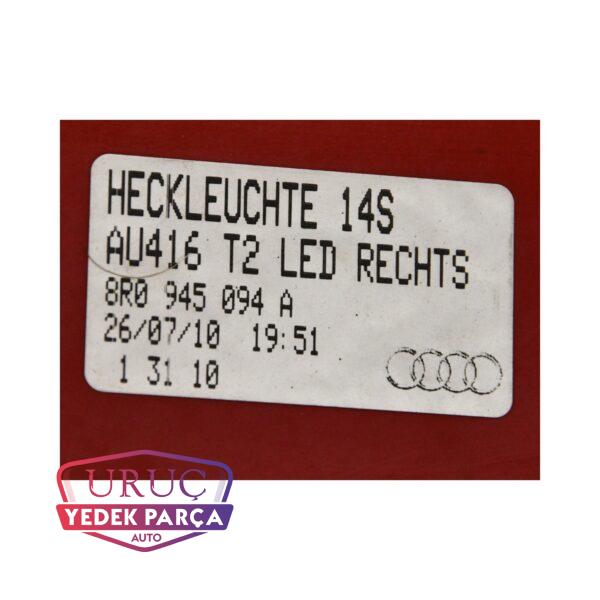 HECKLEUCHTE 14S
AU416 T2 LED RECHTS
8R0 945 094 A
26/07/10 19:51
1 31 10
URUÇ
YEDEK PARÇA
AUTO